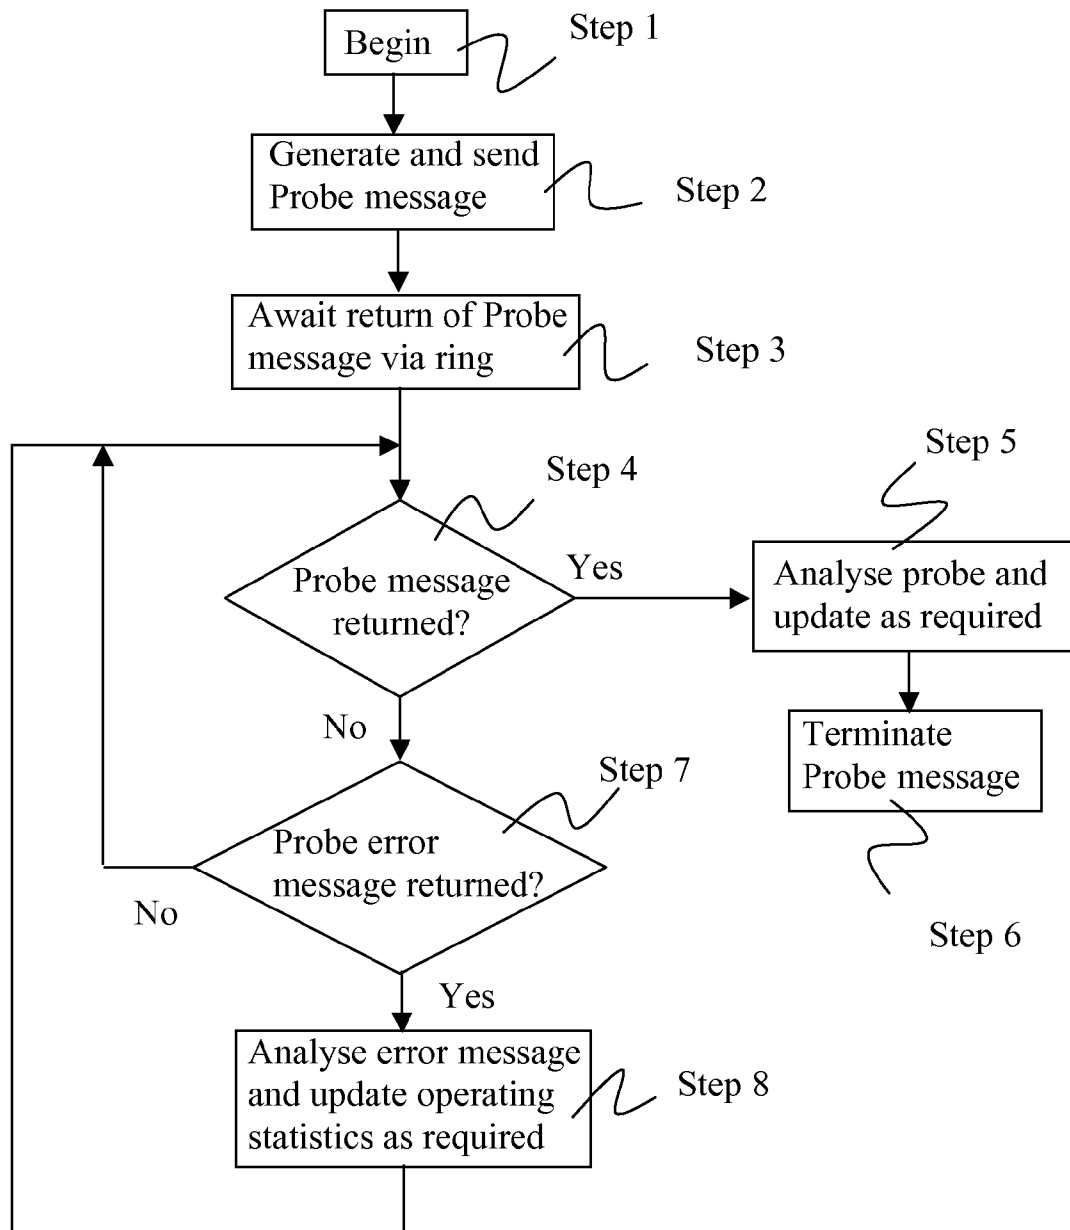 Begin
Step 1
Generate and send
Probe message
Step 2
Await return of Probe
message via ring
Step 3
Step 4
Probe message
returned?
Yes
Step 5
Analyse probe and
update as required
No
Terminate
Probe message
Step 6
Step 7
Probe error
message returned?
No
Yes
Analyse error message
and update operating
statistics as required
Step 8